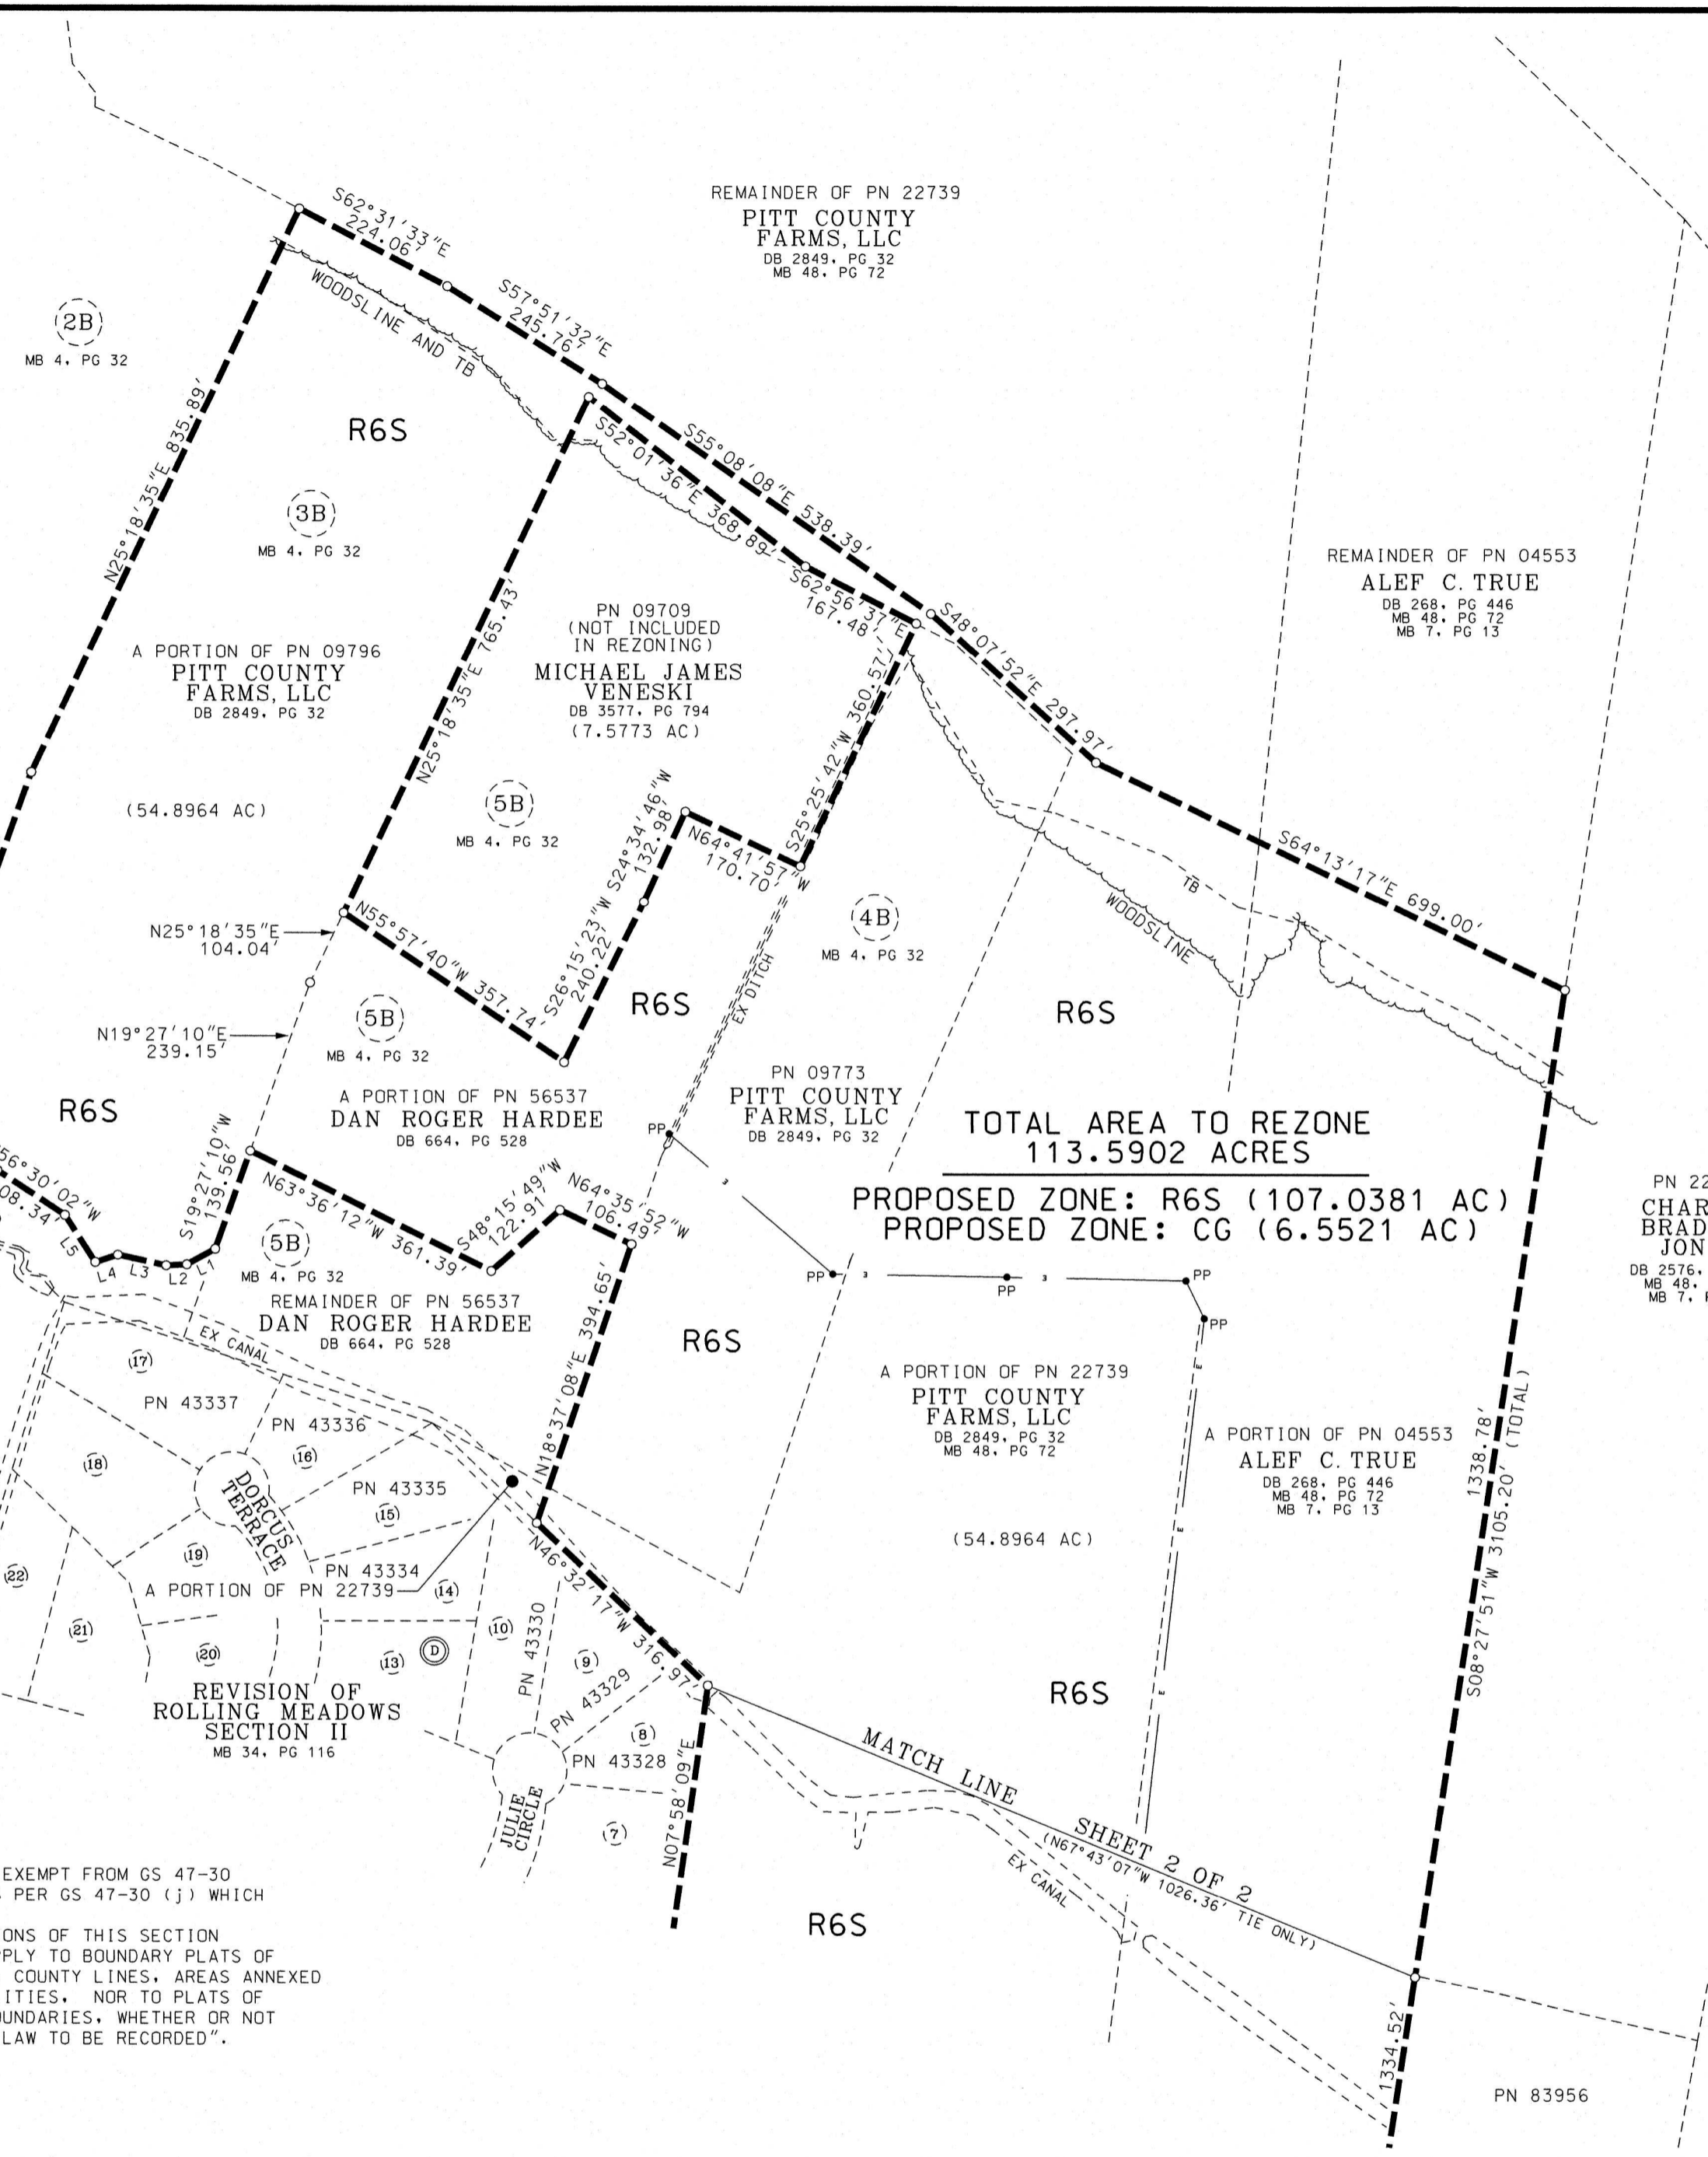 REMAINDER OF PN 22739
PITT COUNTY
FARMS, LLC
DB 2849, PG 32
MB 48, PG 72
S62°31'33"E
224.06'
S57°51'32"E
245.76'
WOODSLINE AND TB
2B
MB 4, PG 32
N25°18'35"E 835.89'
R6S
3B
MB 4, PG 32
S55°08'08"E 538.39'
S52°01'36"E 368.89'
S62°56'37"E
167.48'
S48°07'52"E 297.97'
REMAINDER OF PN 04553
ALEF C. TRUE
DB 268, PG 446
MB 48, PG 72
MB 7, PG 13
PN 09709
(NOT INCLUDED
IN REZONING)
MICHAEL JAMES
VENESKI
DB 3577, PG 794
(7.5773 AC)
A PORTION OF PN 09796
PITT COUNTY
FARMS, LLC
DB 2849, PG 32
(54.8964 AC)
N25°18'35"E 765.43'
5B
MB 4, PG 32
S25°25'42"W 360.57'
S24°34'46"W
132.98'
N64°41'57"W
170.70'
S64°13'17"E 699.00'
TB
WOODSLINE
4B
MB 4, PG 32
N25°18'35"E
104.04'
N55°57'40"W 357.74'
S26°15'23"W
240.22'
EX DITCH
R6S
R6S
5B
MB 4, PG 32
N19°27'10"E
239.15'
R6S
A PORTION OF PN 56537
DAN ROGER HARDEE
DB 664, PG 528
PN 09773
PITT COUNTY
FARMS, LLC
DB 2849, PG 32
PP
TOTAL AREA TO REZONE
113.5902 ACRES
PROPOSED ZONE: R6S (107.0381 AC)
PROPOSED ZONE: CG (6.5521 AC)
56°30'02"W
08.34'
L5
L4
L3
L2
L1
S19°27'10"W
139.56'
N63°36'12"W 361.39'
S48°15'49"W
122.91'
N64°35'52"W
106.49'
5B
MB 4, PG 32
REMAINDER OF PN 56537
DAN ROGER HARDEE
DB 664, PG 528
3
PP
3
PP
3
PP
PP
PN 22
CHAR
BRAD
JON
DB 2576,
MB 48,
MB 7, P
EX CANAL
17
PN 43337
PN 43336
16
18
PN 43335
15
DORCUS
TERRACE
N18°37'08"E 394.65'
R6S
A PORTION OF PN 22739
PITT COUNTY
FARMS, LLC
DB 2849, PG 32
MB 48, PG 72
(54.8964 AC)
E
E
E
E
A PORTION OF PN 04553
ALEF C. TRUE
DB 268, PG 446
MB 48, PG 72
MB 7, PG 13
1338.78'
S08°27'51"W 3105.20' (TOTAL)
19
PN 43334
A PORTION OF PN 22739
14
22
21
20
13
D
10
PN 43330
9
PN 43329
8
PN 43328
7
N46°32'17"W 316.97'
REVISION OF
ROLLING MEADOWS
SECTION II
MB 34, PG 116
JULIE
CIRCLE
N07°58'09"E
R6S
MATCH LINE
SHEET 2 OF 2
(N67°43'07"W 1026.36' TIE ONLY)
EX CANAL
R6S
EXEMPT FROM GS 47-30
PER GS 47-30 (j) WHICH
ONS OF THIS SECTION
PPLY TO BOUNDARY PLATS OF
COUNTY LINES, AREAS ANNEXED
ITIES, NOR TO PLATS OF
OUNDARIES, WHETHER OR NOT
LAW TO BE RECORDED".
1334.52'
PN 83956